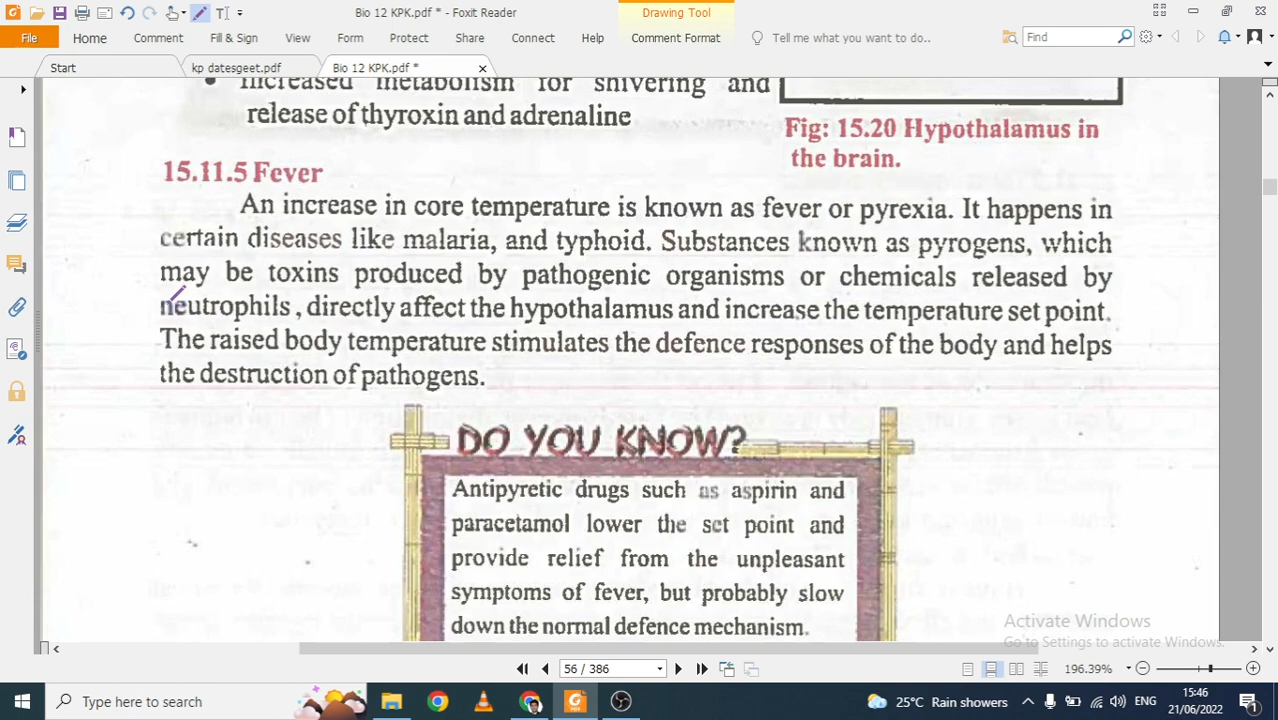 Bio 12 KPK.pdf * - Foxit Reader
Drawing Tool
File Home Comment Fill & Sign View Form Protect Share Connect Help Comment Format Tell me what you want to do.. Find
Start kp datesgeet.pdf Bio 12 KPK.pdf *
Increased metabolism for shivering and
release of thyroxin and adrenaline
Fig: 15.20 Hypothalamus in
the brain.
15.11.5 Fever
An increase in core temperature is known as fever or pyrexia. It happens in
certain diseases like malaria, and typhoid. Substances known as pyrogens, which
may be toxins produced by pathogenic organisms or chemicals released by
neutrophils , directly affect the hypothalamus and increase the temperature set point.
The raised body temperature stimulates the defence responses of the body and helps
the destruction of pathogens.
DO YOU KNOW?
Antipyretic drugs such as aspirin and
paracetamol lower the set point and
provide relief from the unpleasant
symptoms of fever, but probably slow
down the normal defence mechanism.
Activate Windows
Go to Settings to activate Windows.
56 / 386
196.39%
Type here to search
25°C Rain showers
ENG
15:46
21/06/2022
1